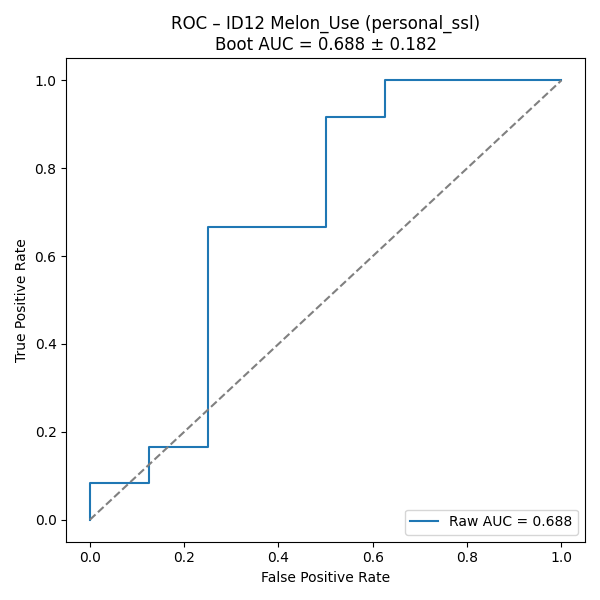 ROC – ID12 Melon_Use (personal_ssl)
Boot AUC = 0.688 ± 0.182
True Positive Rate
1.0
0.8
0.6
0.4
0.2
0.0
Raw AUC = 0.688
0.0 0.2 0.4 0.6 0.8 1.0
False Positive Rate